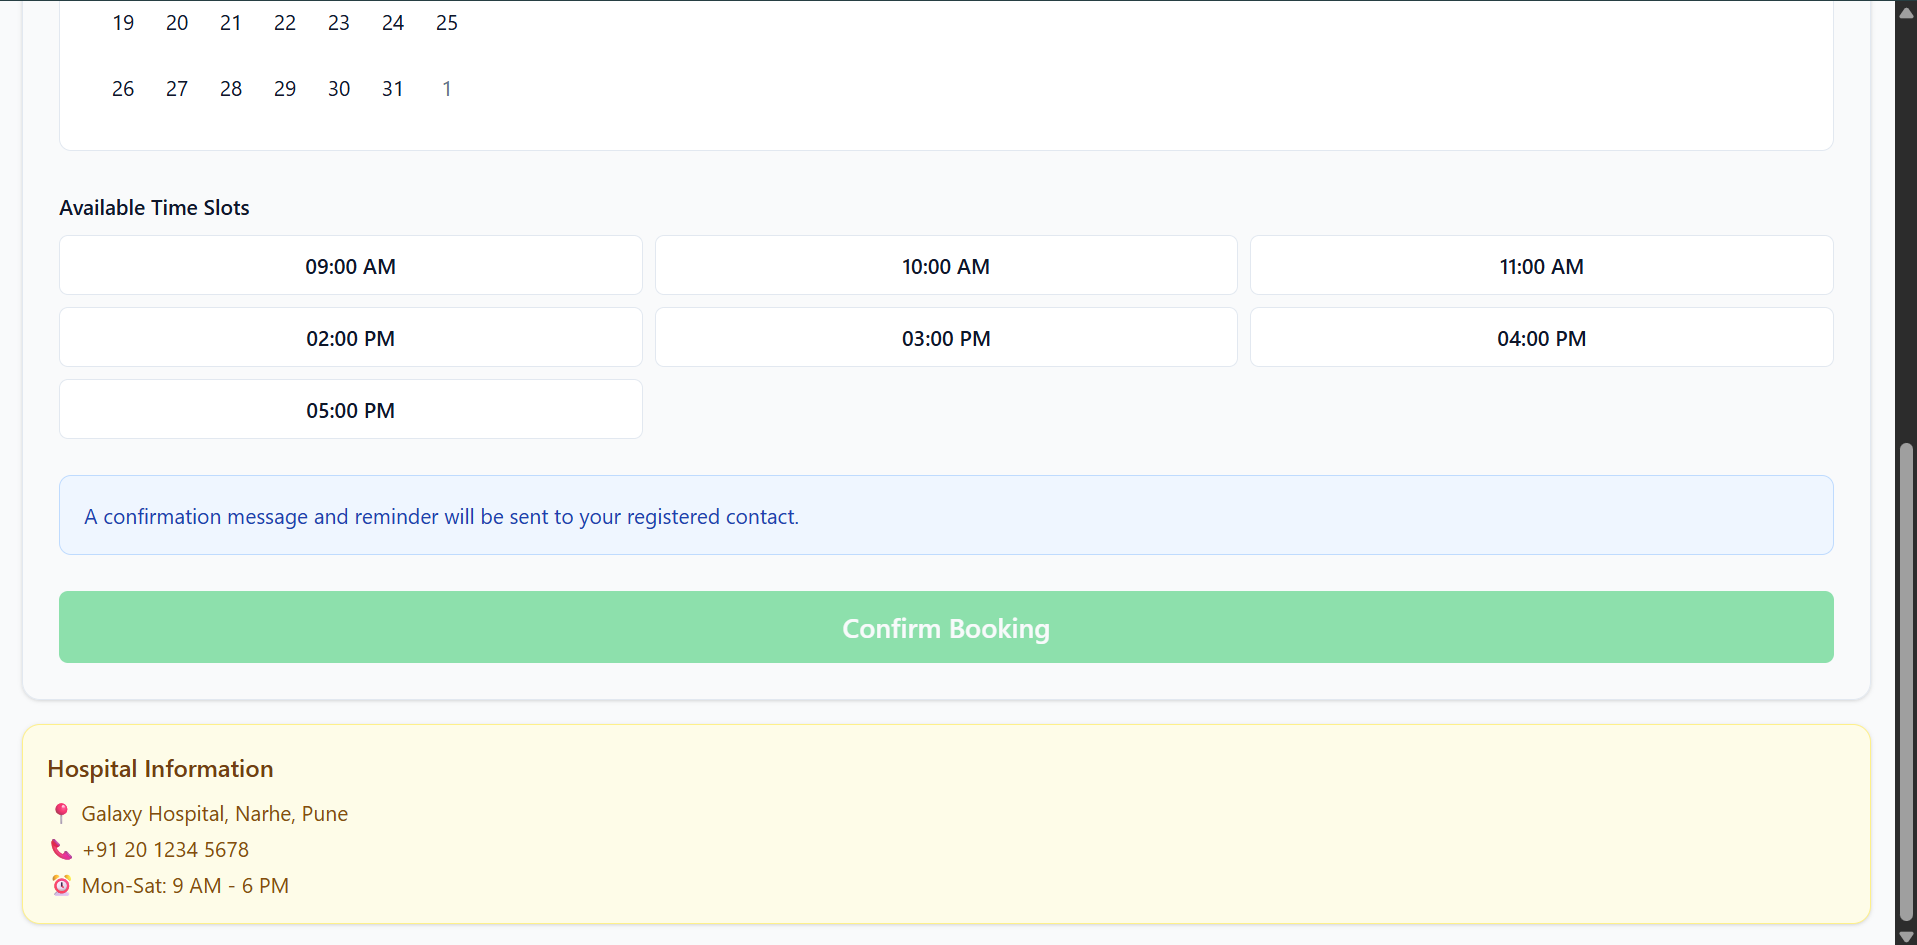 19 20 21 22 23 24 25
26 27 28 29 30 31 1
Available Time Slots
09:00 AM 10:00 AM 11:00 AM
02:00 PM 03:00 PM 04:00 PM
05:00 PM
A confirmation message and reminder will be sent to your registered contact.
Confirm Booking
Hospital Information
📍 Galaxy Hospital, Narhe, Pune
📞 +91 20 1234 5678
⏰ Mon-Sat: 9 AM - 6 PM